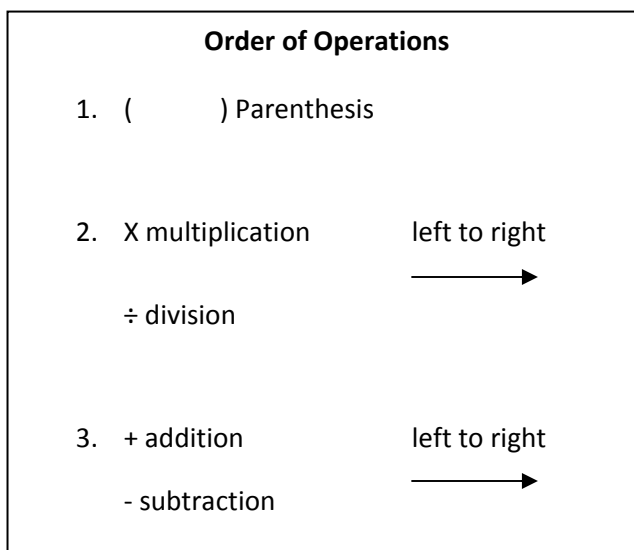 Order of Operations
1. ( ) Parenthesis
2. X multiplication left to right
÷ division
3. + addition left to right
- subtraction